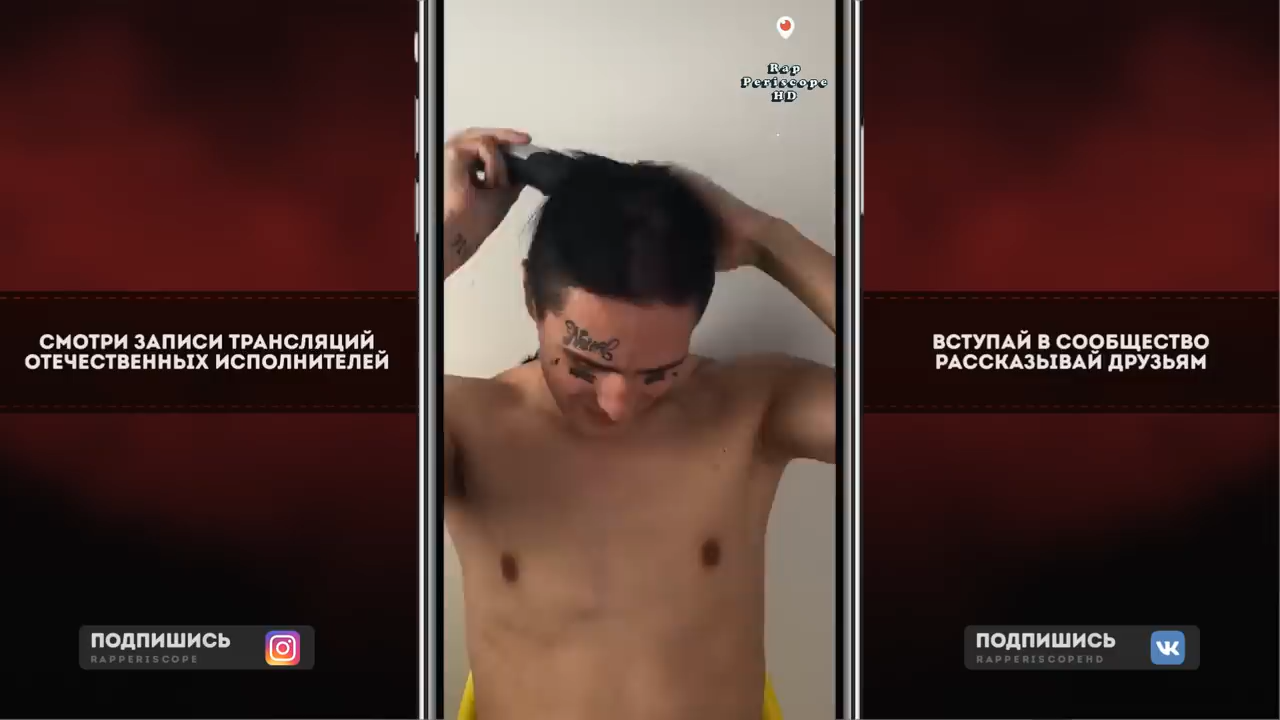 Rap
Periscope
HD
СМОТРИ ЗАПИСИ ТРАНСЛЯЦИЙ
ОТЕЧЕСТВЕННЫХ ИСПОЛНИТЕЛЕЙ
ВСТУПАЙ В СООБЩЕСТВО
РАССКАЗЫВАЙ ДРУЗЬЯМ
ПОДПИШИСЬ
RAPPERISCOPE
ПОДПИШИСЬ
RAPPERISCOPEHD